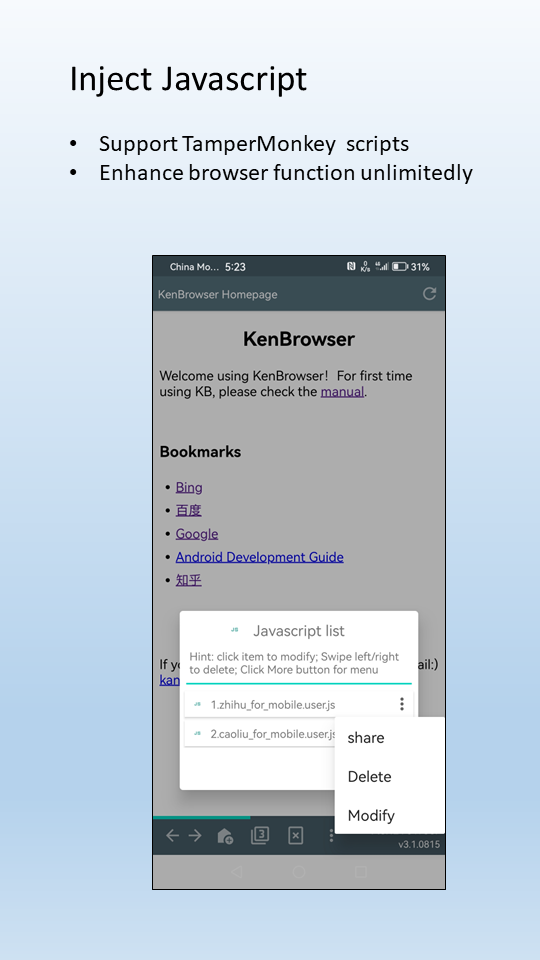 Inject Javascript
• Support TamperMonkey scripts
• Enhance browser function unlimitedly
China Mo... 5:23 0 K/s 4G 31%
KenBrowser Homepage
KenBrowser
Welcome using KenBrowser! For first time
using KB, please check the manual.
Bookmarks
• Bing
• 百度
• Google
• Android Development Guide
• 知乎
JS Javascript list
If yo ail:)
Hint: click item to modify; Swipe left/right
to delete; Click More button for menu
kan
JS 1.zhihu_for_mobile.user.js
JS 2.caoliu_for_mobile.user.js
share
Delete
Modify
3
v3.1.0815